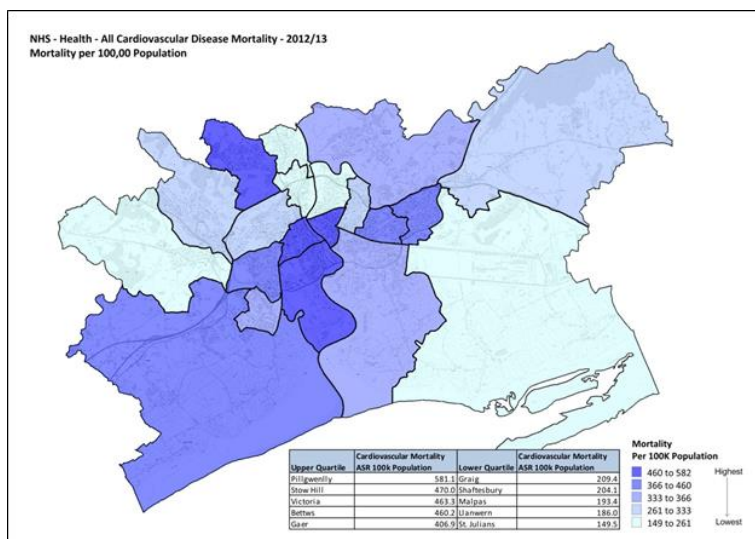 NHS - Health - All Cardiovascular Disease Mortality - 2012/13
Mortality per 100,00 Population
Upper Quartile Cardiovascular Mortality ASR 100k Population Lower Quartile Cardiovascular Mortality ASR 100k Population
Pillgwenlly 581.1 Graig 209.4
Stow Hill 470.0 Shaftesbury 204.1
Victoria 463.3 Malpas 193.4
Bettws 460.2 Llanwern 186.0
Gaer 406.9 St. Julians 149.5
Mortality
Per 100K Population
460 to 582 Highest
366 to 460
333 to 366
261 to 333
149 to 261 Lowest